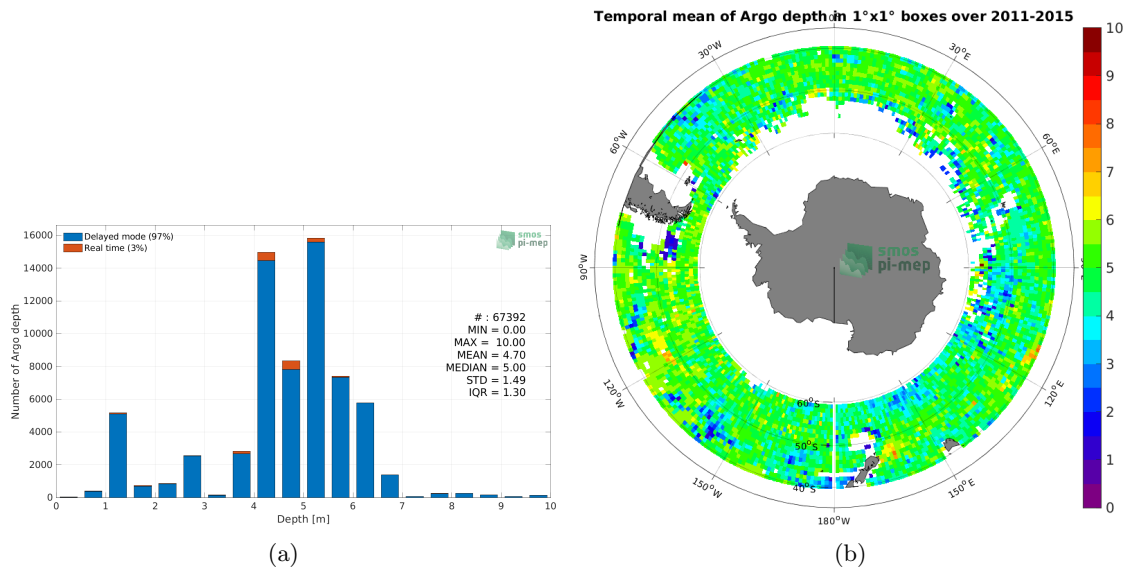 Delayed mode (97%)
Real time (3%)
smos
pi-mep
# : 67392
MIN = 0.00
MAX = 10.00
MEAN = 4.70
MEDIAN = 5.00
STD = 1.49
IQR = 1.30
Number of Argo depth
16000
14000
12000
10000
8000
6000
4000
2000
0
0 1 2 3 4 5 6 7 8 9 10
Depth [m]
(a)
Temporal mean of Argo depth in 1°x1° boxes over 2011-2015
30°W
30°E
60°W
60°E
90°W
120°W
120°E
150°W
150°E
180°W
60°S
50°S
40°S
smos
pi-mep
10
9
8
7
6
5
4
3
2
1
0
(b)